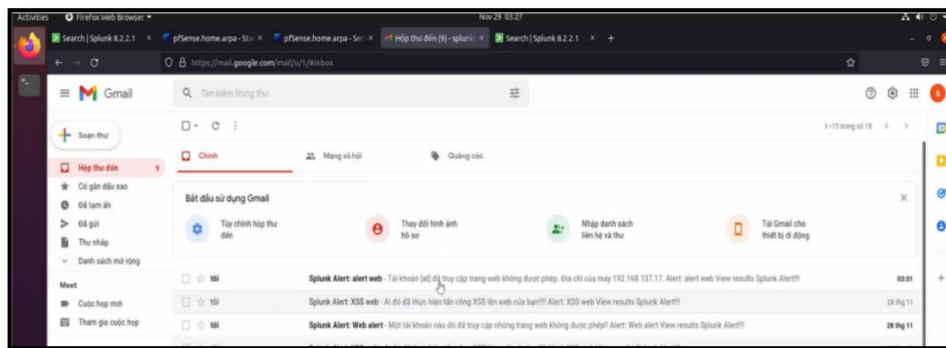 Activities Firefox Web Browser Nov 29 03:27
Search | Splunk 8.2.2.1 × pfSense.home.arpa - Sta × pfSense.home.arpa - Ser × Hộp thư đến (9) - splunk × Search | Splunk 8.2.2.1 × +
https://mail.google.com/mail/u/1/#inbox
Gmail Tìm kiếm trong thư
Soạn thư 1–15 trong số 15
Chính Mạng xã hội Quảng cáo
Hộp thư đến 9
Có gắn dấu sao
Đã tạm ẩn
Đã gửi
Thư nháp
Danh sách mở rộng
Meet
Cuộc họp mới
Tham gia cuộc họp
Bắt đầu sử dụng Gmail
Tùy chỉnh hộp thư đến
Thay đổi hình ảnh hồ sơ
Nhập danh sách liên hệ và thư
Tải Gmail cho thiết bị di động
tôi Splunk Alert: alert web - Tài khoản [at] đã truy cập trang web không được phép. Địa chỉ của máy 192.168.137.17. Alert: alert web View results Splunk Alert!!! 03:01
tôi Splunk Alert: XSS web - Ai đó đã thực hiện tấn công XSS lên web của bạn!!!! Alert: XSS web View results Splunk Alert!!! 28 thg 11
tôi Splunk Alert: Web alert - Một tài khoản nào đó đã truy cập những trang web không được phép!! Alert: Web alert View results Splunk Alert!!! 28 thg 11